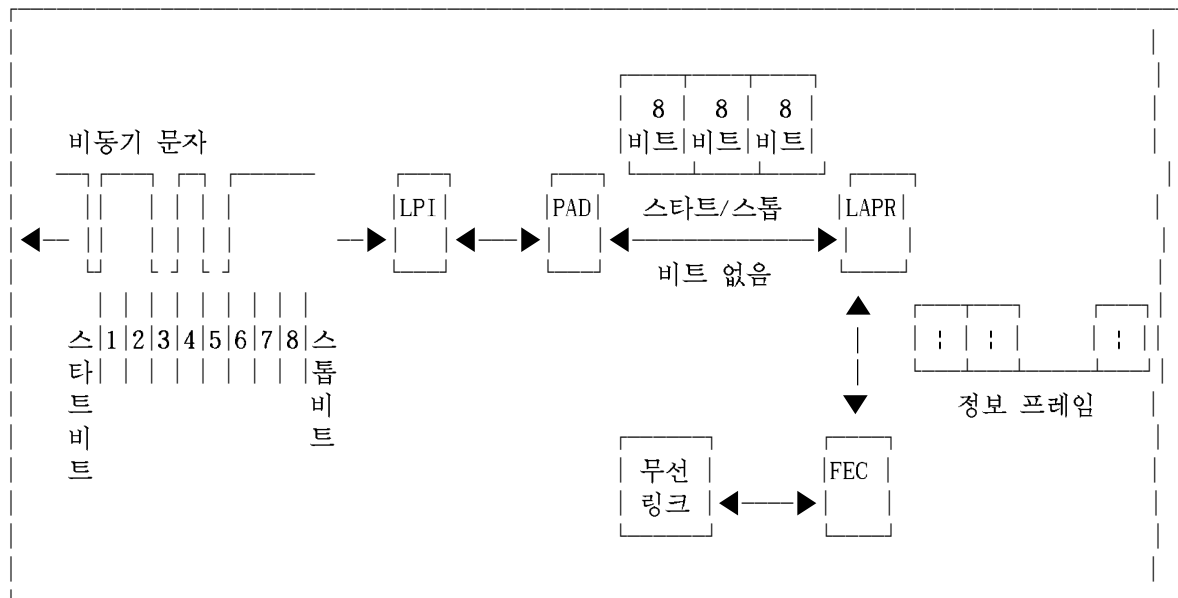 8 8 8
비트 비트 비트
비동기 문자
LPI PAD 스타트/스톱 LAPR
비트 없음
스타트비트 1 2 3 4 5 6 7 8 스톱비트
정보 프레임
무선 FEC
링크